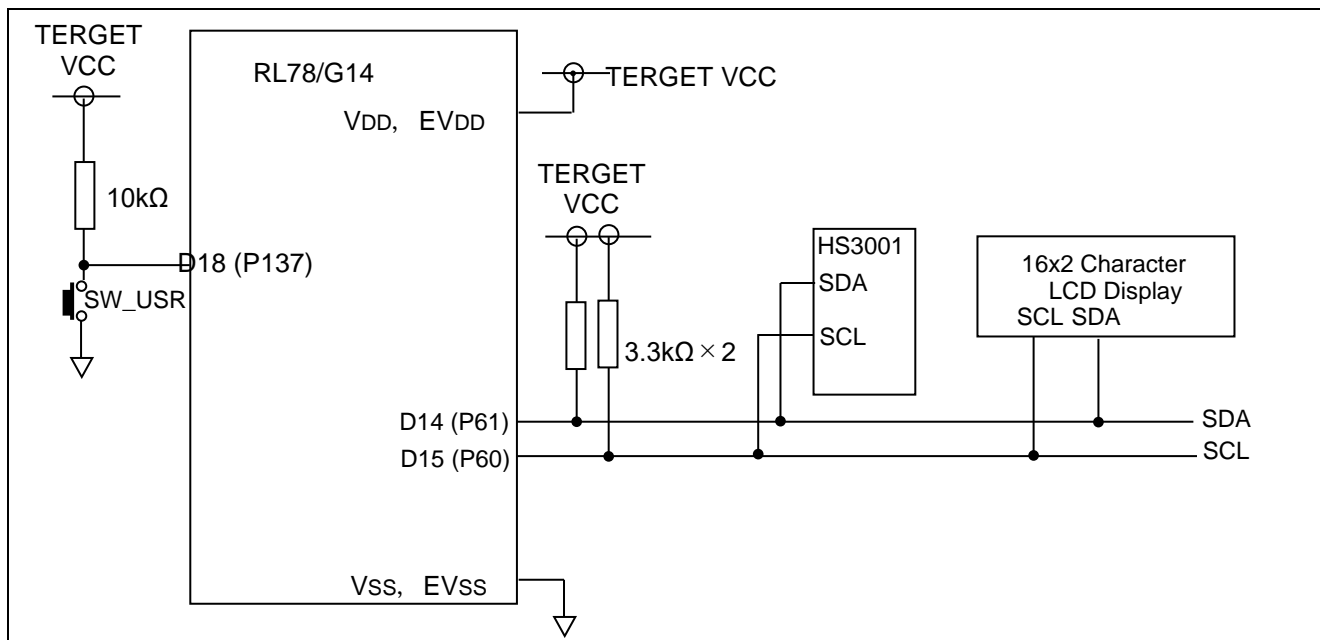 TERGET
VCC
RL78/G14
TERGET VCC
VDD, EVDD
TERGET
VCC
10kΩ
HS3001
SDA
SCL
16x2 Character
LCD Display
SCL SDA
D18 (P137)
SW_USR
3.3kΩ × 2
D14 (P61)
SDA
D15 (P60)
SCL
VSS, EVSS